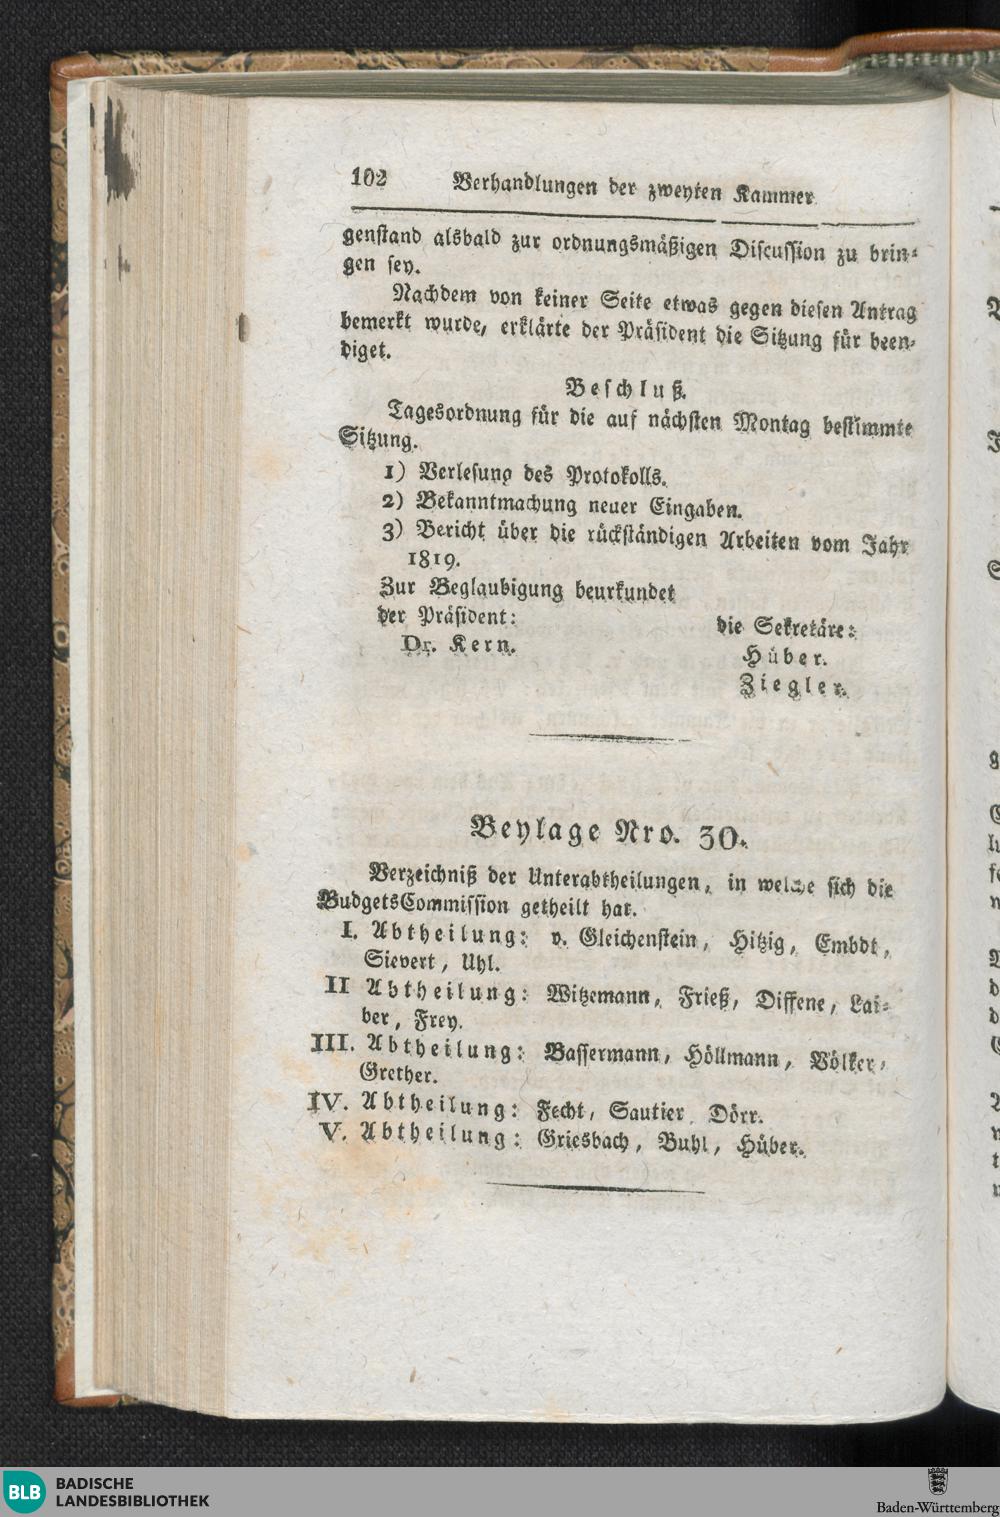 102 Verhandlungen der zweyten Kammer
genstand alsbald zur ordnungsmäßigen Discussion zu brin-
gen sey.
Nachdem von keiner Seite etwas gegen diesen Antrag
bemerkt wurde, erklärte der Präsident die Sitzung für been-
diget.
Beschluß.
Tagesordnung für die auf nächsten Montag bestimmte
Sitzung.
1) Verlesung des Protokolls.
2) Bekanntmachung neuer Eingaben.
3) Bericht über die rückständigen Arbeiten vom Jahr
1819.
Zur Beglaubigung beurkundet
der Präsident:
die Sekretäre:
Dr. Kern.
Hüber.
Ziegler.
Beylage Nro. 30.
Verzeichniß der Unterabtheilungen, in welche sich die
BudgetsCommission getheilt hat.
I. Abtheilung: v. Gleichenstein, Hitzig, Embdt,
Sievert, Uhl.
II Abtheilung: Witzemann, Frieß, Diffene, Lai-
ber, Frey.
III. Abtheilung: Bassermann, Höllmann, Völker,
Grether.
IV. Abtheilung: Fecht, Sautier, Dörr.
V. Abtheilung: Griesbach, Buhl, Hüber.
BLB BADISCHE
LANDESBIBLIOTHEK
Baden-Württemberg